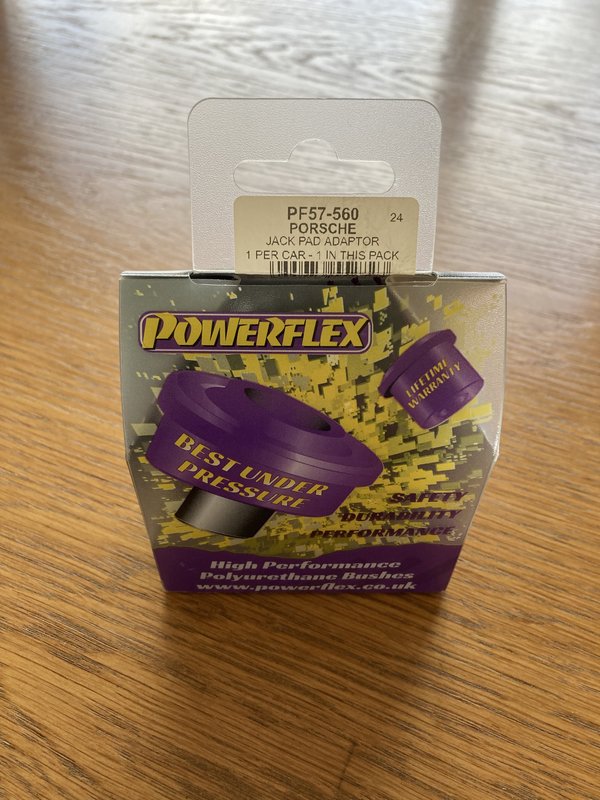 PF57-560
24
PORSCHE
JACK PAD ADAPTOR
1 PER CAR - 1 IN THIS PACK
POWERFLEX
LIFETIME
WARRANTY
BEST UNDER
PRESSURE
SAFETY
DURABILITY
PERFORMANCE
High Performance
Polyurethane Bushes
www.powerflex.co.uk